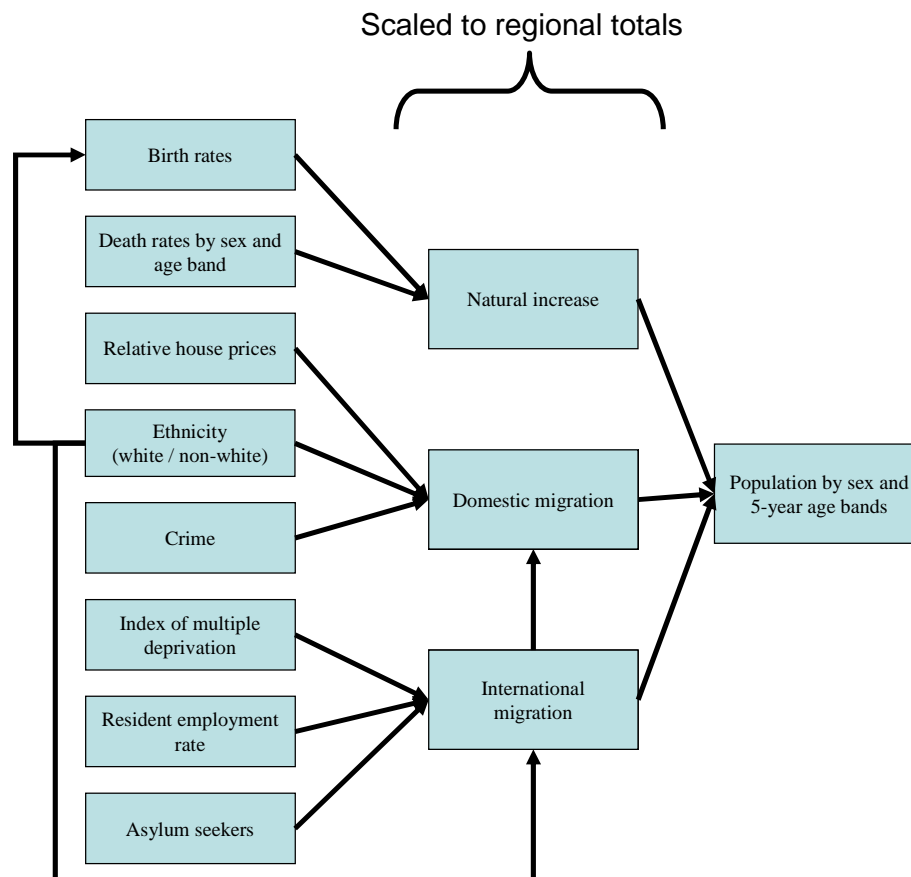 Scaled to regional totals
Birth rates
Death rates by sex and
age band
Natural increase
Relative house prices
Ethnicity
(white / non-white)
Domestic migration
Population by sex and
5-year age bands
Crime
Index of multiple
deprivation
International
migration
Resident employment
rate
Asylum seekers